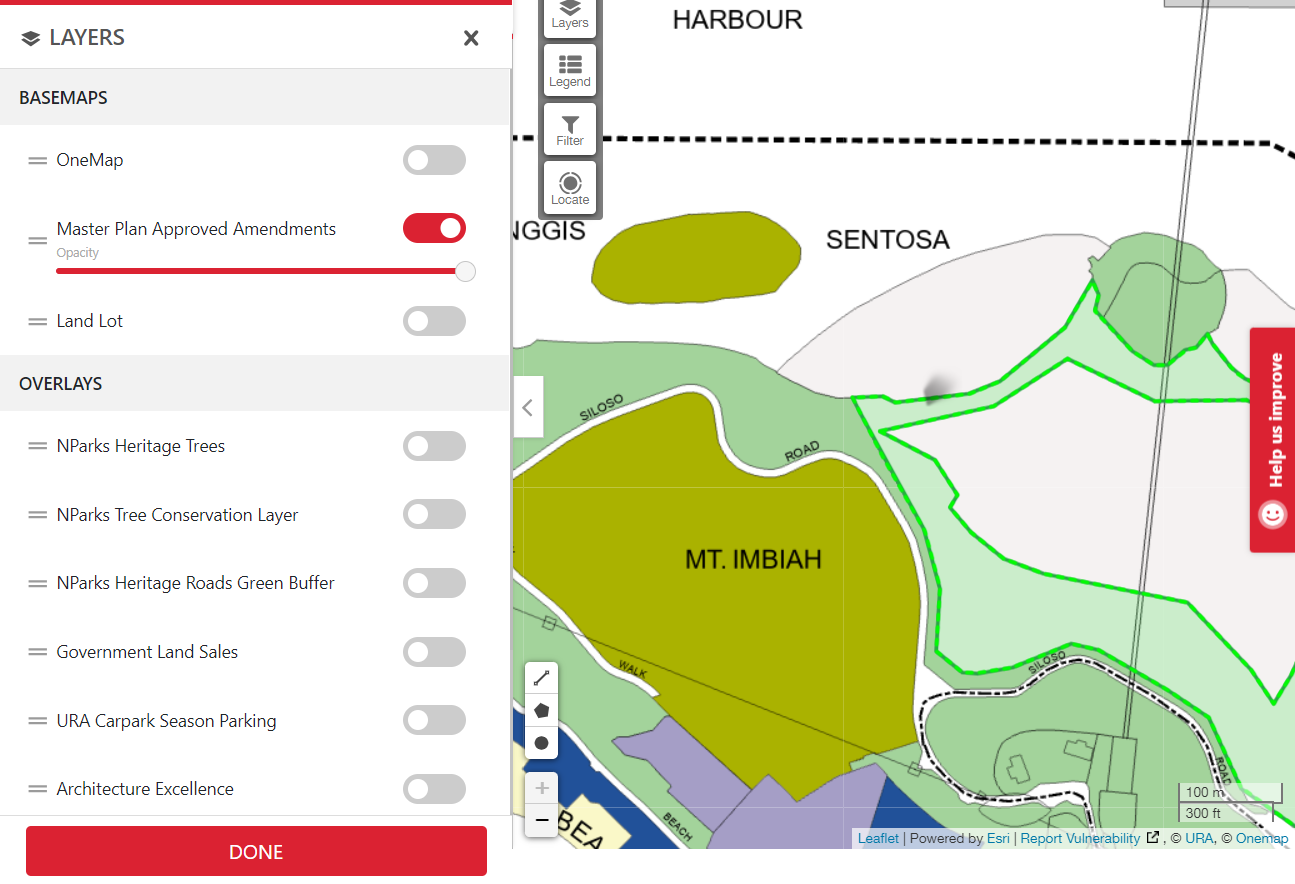 LAYERS
BASEMAPS
OneMap
Master Plan Approved Amendments
Opacity
Land Lot
OVERLAYS
NParks Heritage Trees
NParks Tree Conservation Layer
NParks Heritage Roads Green Buffer
Government Land Sales
URA Carpark Season Parking
Architecture Excellence
DONE
Layers
Legend
Filter
Locate
HARBOUR
NGGIS
SENTOSA
SILOSO
ROAD
MT. IMBIAH
WALK
SILOSO
ROAD
BEACH
BEA
Help us improve
100 m
300 ft
Leaflet | Powered by Esri | Report Vulnerability , © URA, © Onemap